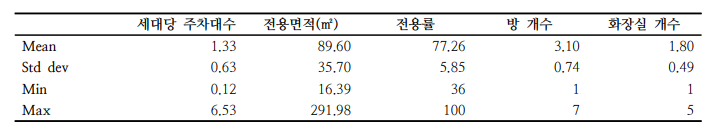 세대당 주차대수 전용면적(㎡) 전용률 방 개수 화장실 개수
Mean 1.33 89.60 77.26 3.10 1.80
Std dev 0.63 35.70 5.85 0.74 0.49
Min 0.12 16.39 36 1 1
Max 6.53 291.98 100 7 5